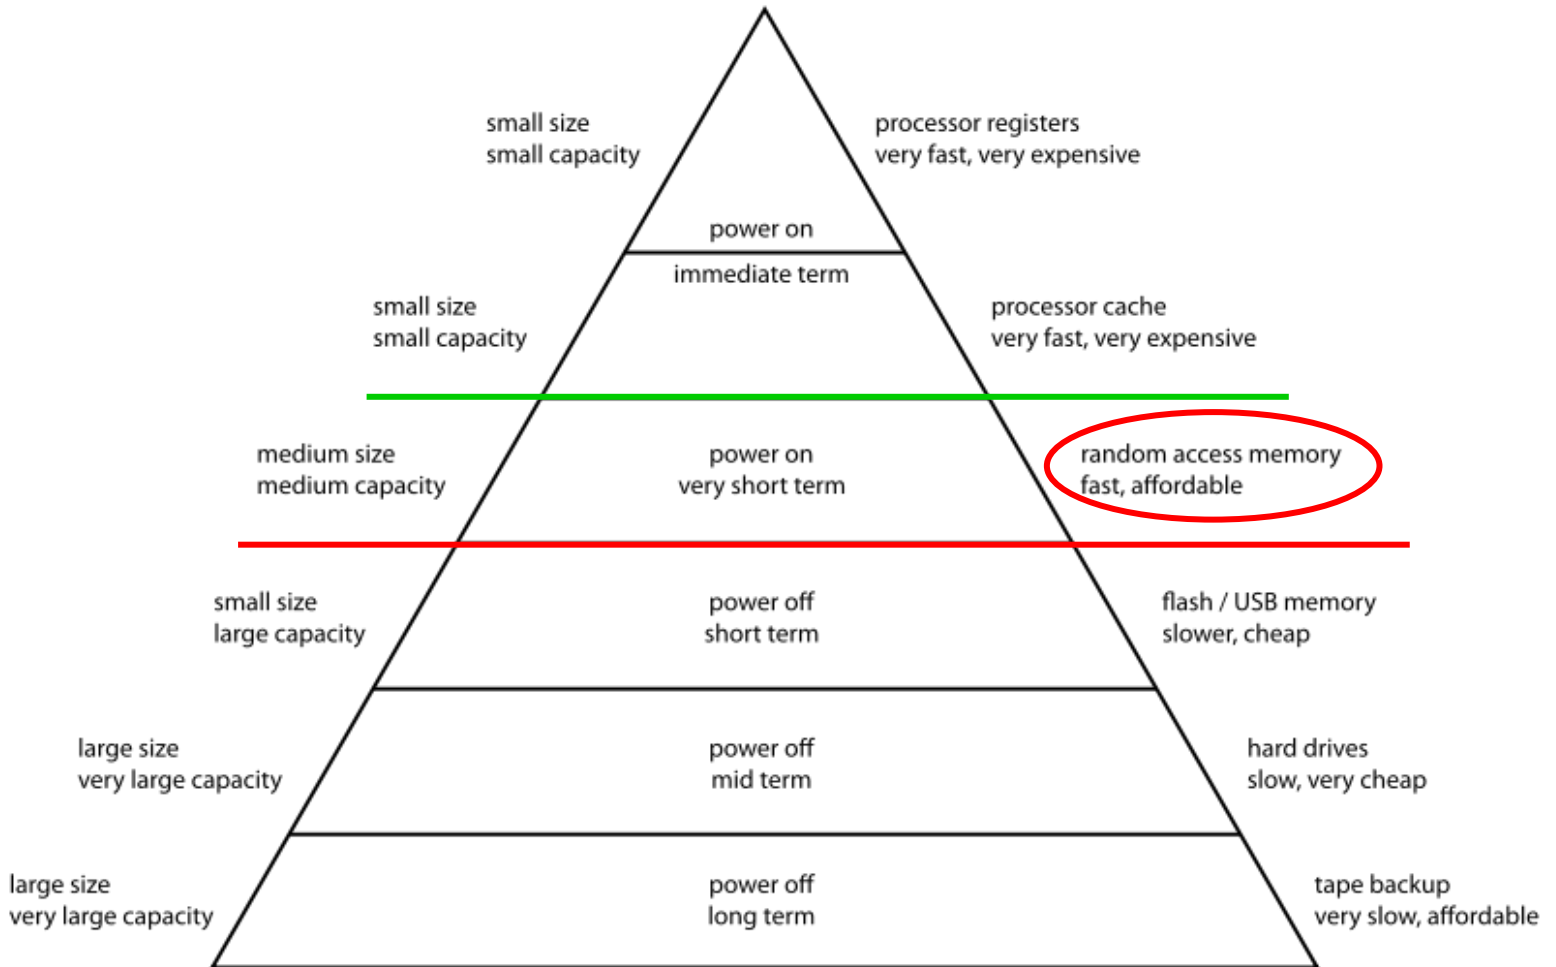 small size
small capacity
processor registers
very fast, very expensive
power on
immediate term
small size
small capacity
processor cache
very fast, very expensive
medium size
medium capacity
power on
very short term
random access memory
fast, affordable
small size
large capacity
power off
short term
flash / USB memory
slower, cheap
large size
very large capacity
power off
mid term
hard drives
slow, very cheap
large size
very large capacity
power off
long term
tape backup
very slow, affordable